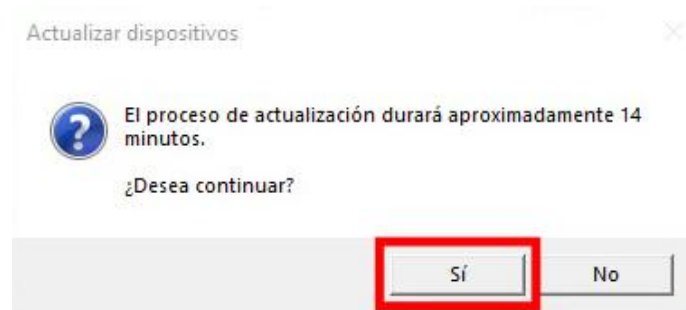 Actualizar dispositivos
El proceso de actualización durará aproximadamente 14
minutos.
¿Desea continuar?
Sí
No